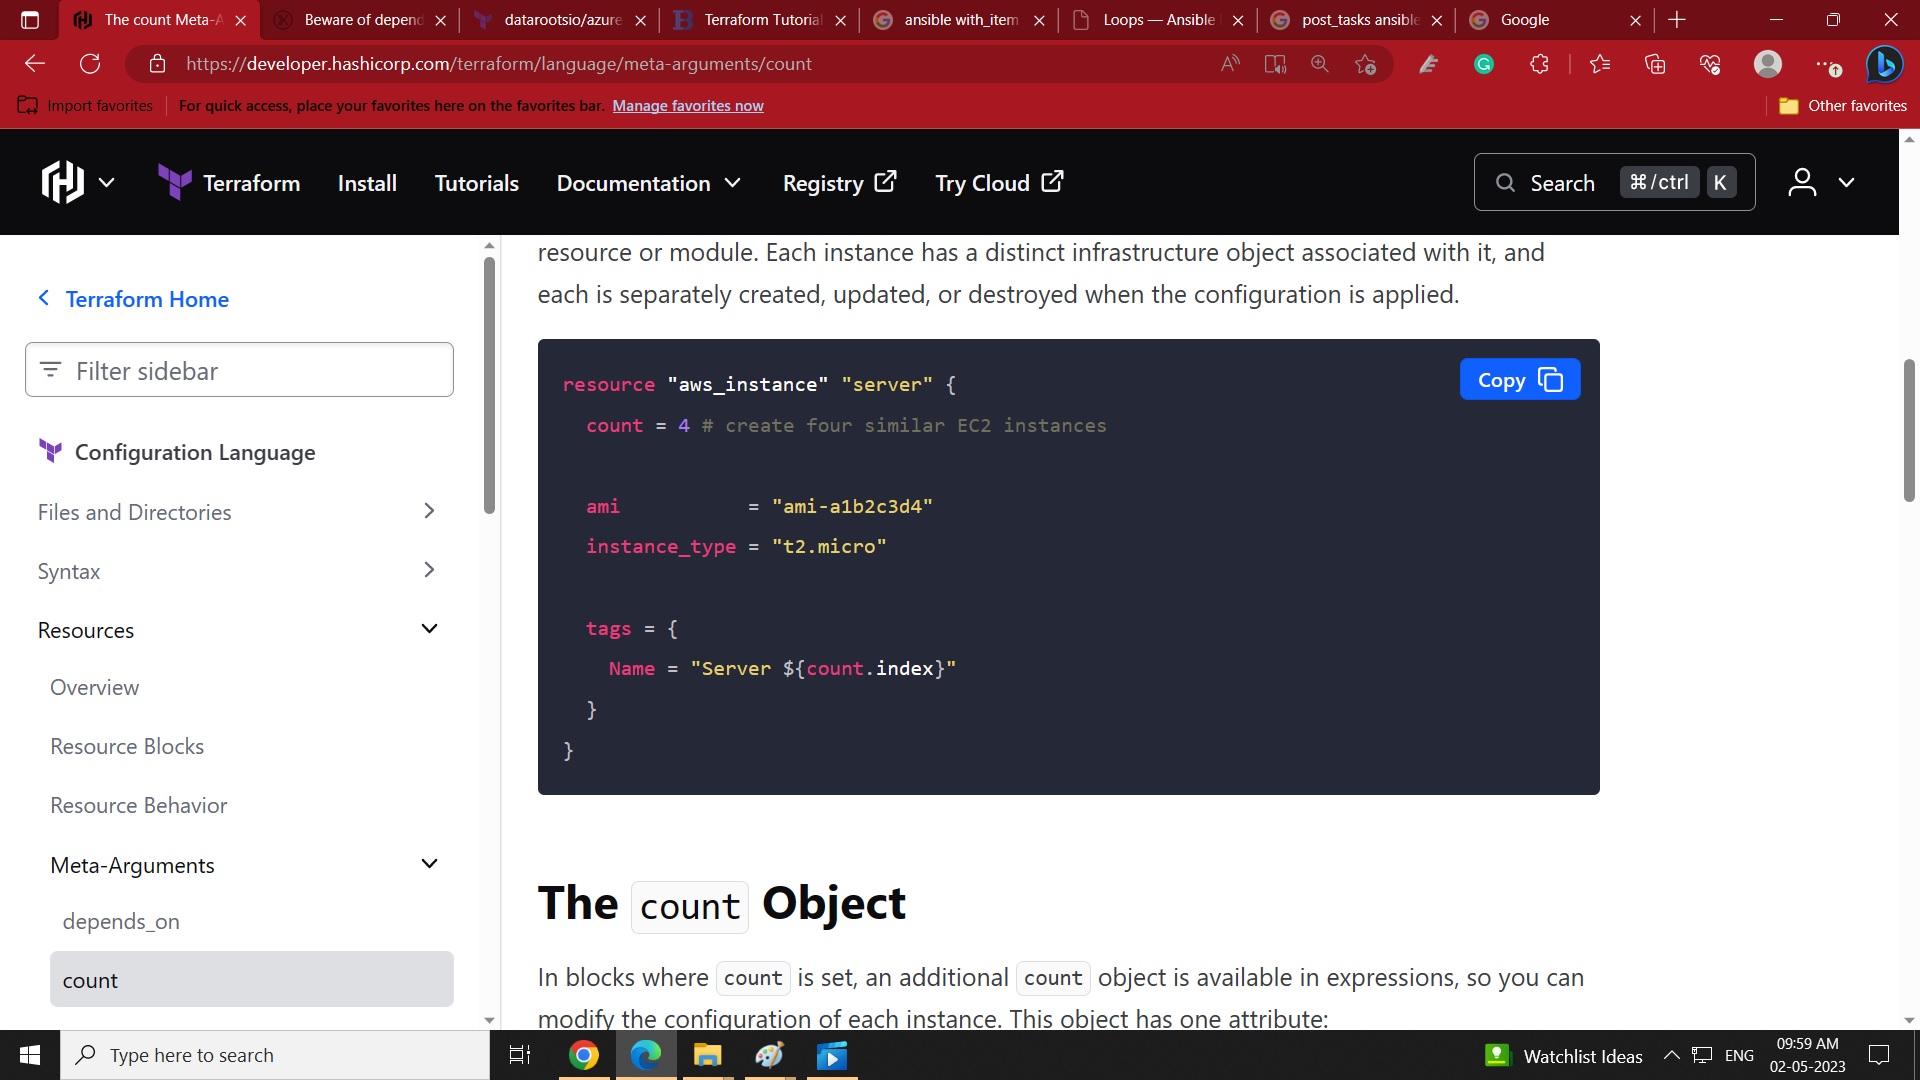 The count Meta-A
Beware of depend
datarootsio/azure
Terraform Tutorial
ansible with_item
Loops — Ansible
post_tasks ansible
Google
https://developer.hashicorp.com/terraform/language/meta-arguments/count
Import favorites
For quick access, place your favorites here on the favorites bar. Manage favorites now
Other favorites
Terraform
Install
Tutorials
Documentation
Registry
Try Cloud
Search
⌘/ctrl
K
Terraform Home
Filter sidebar
Configuration Language
Files and Directories
Syntax
Resources
Overview
Resource Blocks
Resource Behavior
Meta-Arguments
depends_on
count
resource or module. Each instance has a distinct infrastructure object associated with it, and
each is separately created, updated, or destroyed when the configuration is applied.
Copy
resource "aws_instance" "server" {
count = 4 # create four similar EC2 instances
ami = "ami-a1b2c3d4"
instance_type = "t2.micro"
tags = {
Name = "Server ${count.index}"
}
}
The count Object
In blocks where count is set, an additional count object is available in expressions, so you can
modify the configuration of each instance. This object has one attribute:
Type here to search
Watchlist Ideas
ENG
09:59 AM
02-05-2023